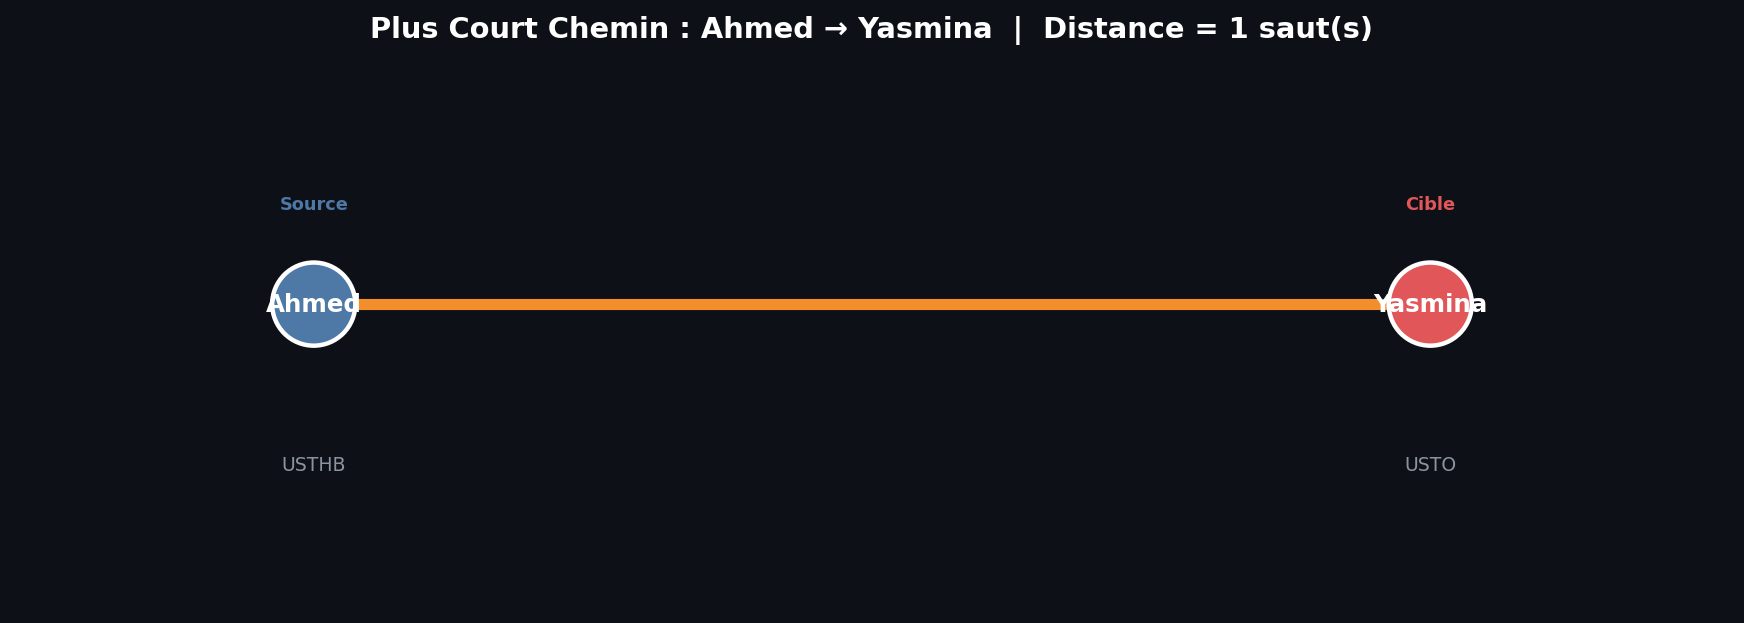 Plus Court Chemin : Ahmed → Yasmina | Distance = 1 saut(s)
Source
Cible
Ahmed
Yasmina
USTHB
USTO